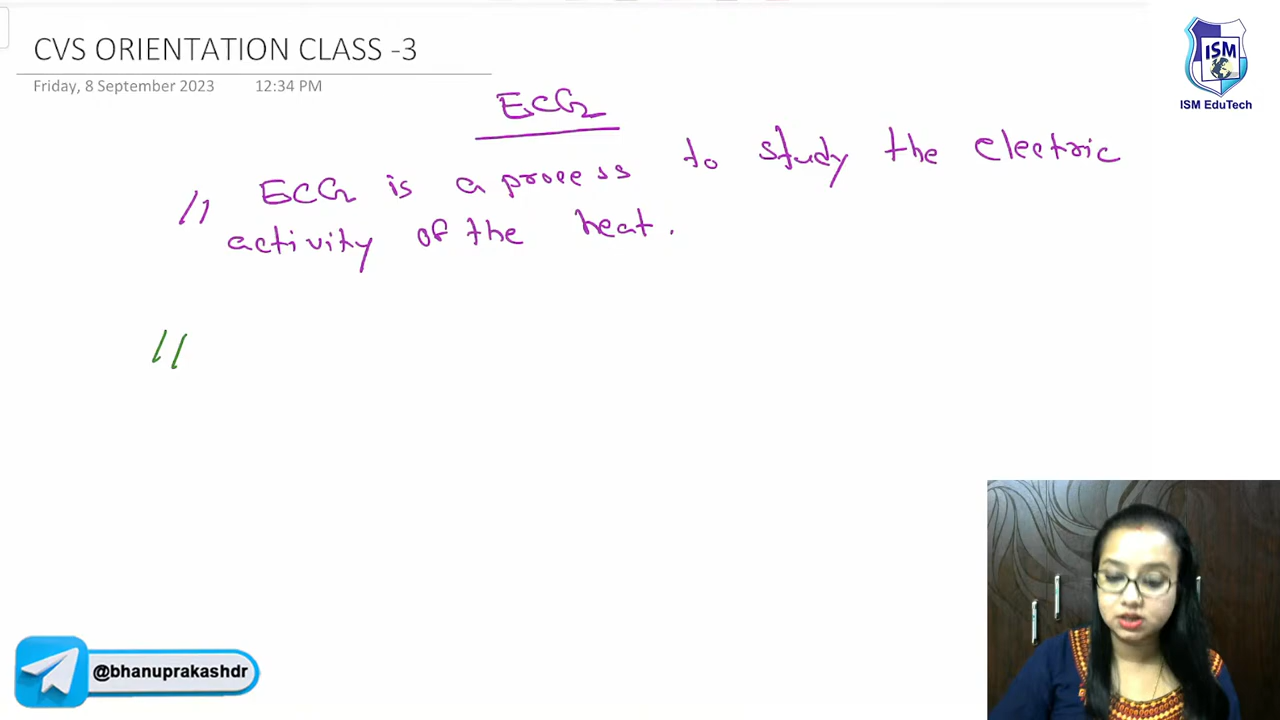 CVS ORIENTATION CLASS -3
Friday, 8 September 2023 12:34 PM
ISM
ISM EduTech
ECG
// ECG is a process to study the electric
activity of the heat.
//
@bhanuprakashdr